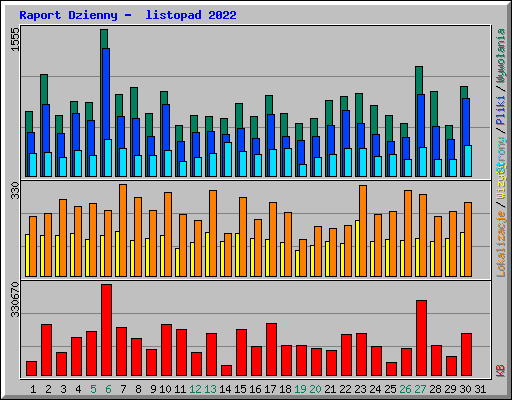 Raport Dzienny - listopad 2022
1555
Wywolania / Pliki / Strony
330
Lokalizacje / wizyt
330670
KB
1 2 3 4 5 6 7 8 9 10 11 12 13 14 15 16 17 18 19 20 21 22 23 24 25 26 27 28 29 30 31